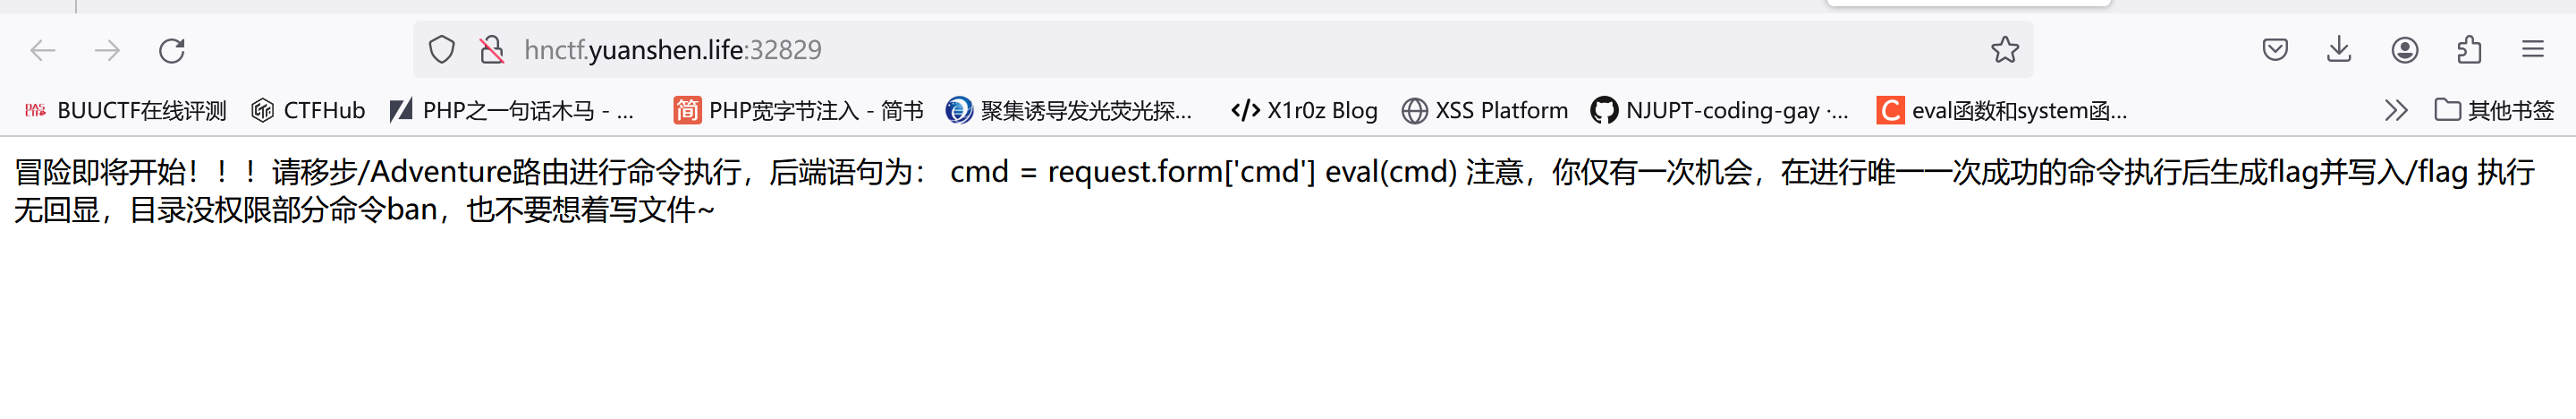 hnctf.yuanshen.life:32829
BUUCTF在线评测 CTFHub PHP之一句话木马 - ... 简 PHP宽字节注入 - 简书 聚集诱导发光荧光探... X1r0z Blog XSS Platform NJUPT-coding-gay ·... C eval函数和system函... 其他书签
冒险即将开始！！！请移步/Adventure路由进行命令执行，后端语句为： cmd = request.form['cmd'] eval(cmd) 注意，你仅有一次机会，在进行唯一一次成功的命令执行后生成flag并写入/flag 执行
无回显，目录没权限部分命令ban，也不要想着写文件~